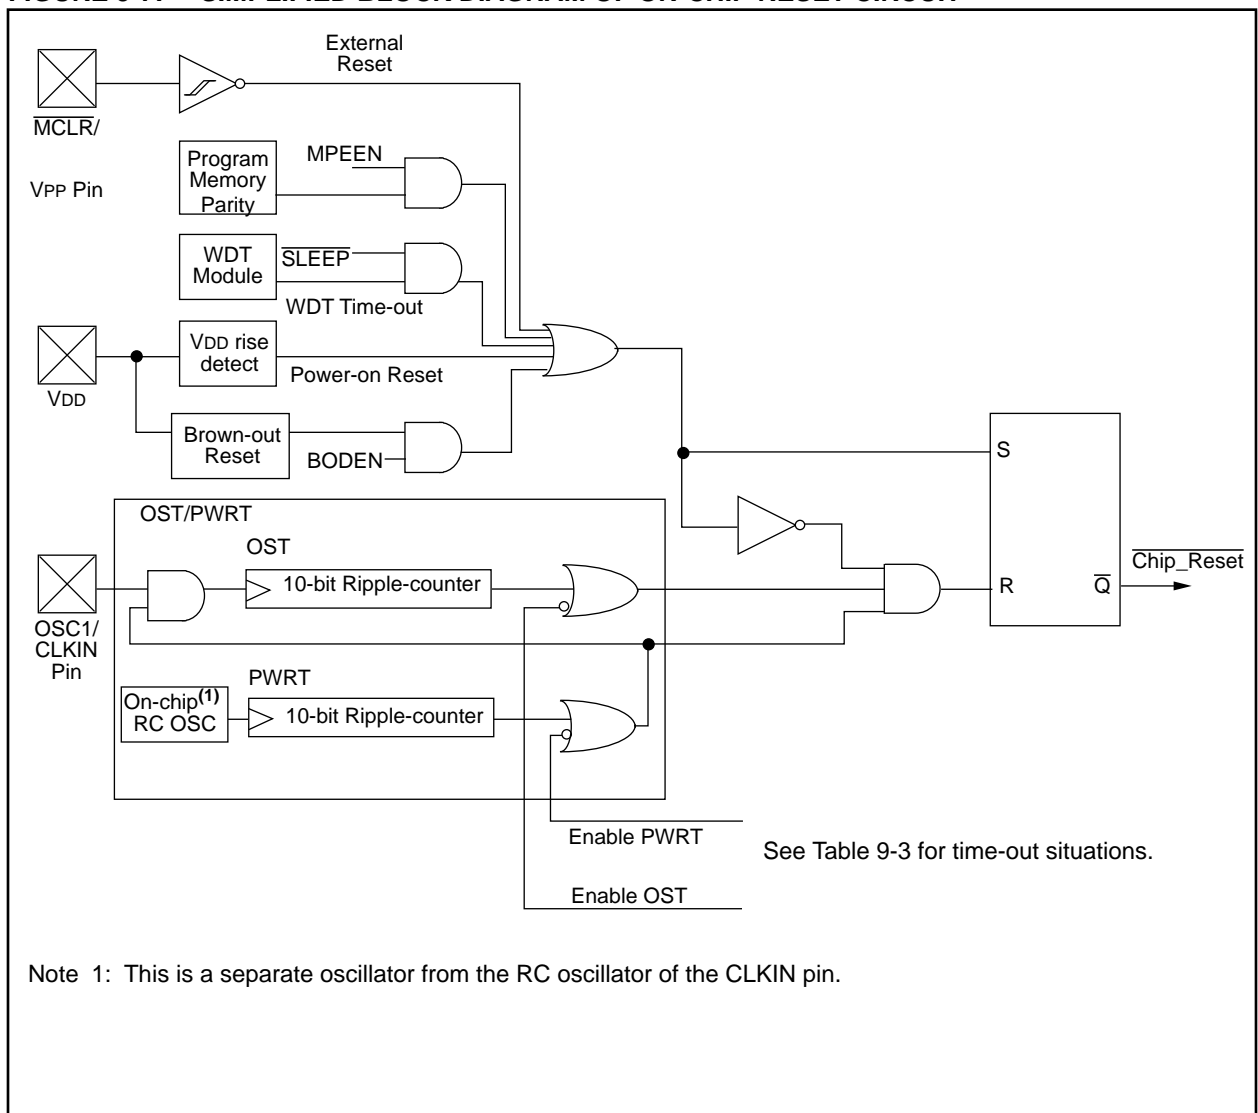 External
Reset
MCLR/
VPP Pin
Program
Memory
Parity
MPEEN
WDT
Module
SLEEP
WDT Time-out
VDD rise
detect
Power-on Reset
VDD
Brown-out
Reset
BODEN
S
OST/PWRT
OST
10-bit Ripple-counter
OSC1/
CLKIN
Pin
R
Q
Chip_Reset
PWRT
On-chip(1)
RC OSC
10-bit Ripple-counter
Enable PWRT
See Table 9-3 for time-out situations.
Enable OST
Note 1: This is a separate oscillator from the RC oscillator of the CLKIN pin.